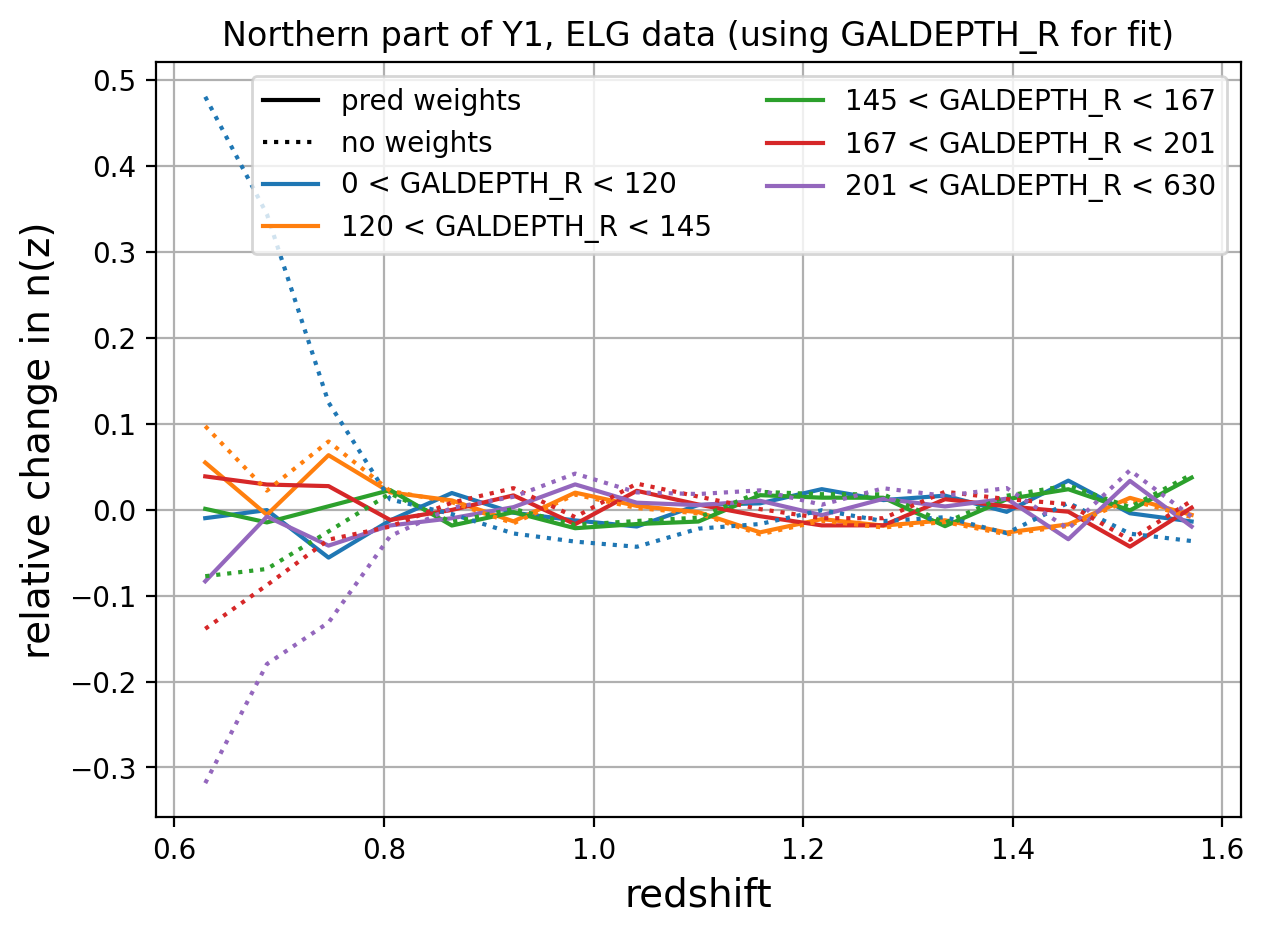 Northern part of Y1, ELG data (using GALDEPTH_R for fit)
pred weights
no weights
0 < GALDEPTH_R < 120
120 < GALDEPTH_R < 145
145 < GALDEPTH_R < 167
167 < GALDEPTH_R < 201
201 < GALDEPTH_R < 630
relative change in n(z)
0.5
0.4
0.3
0.2
0.1
0.0
−0.1
−0.2
−0.3
0.6 0.8 1.0 1.2 1.4 1.6
redshift